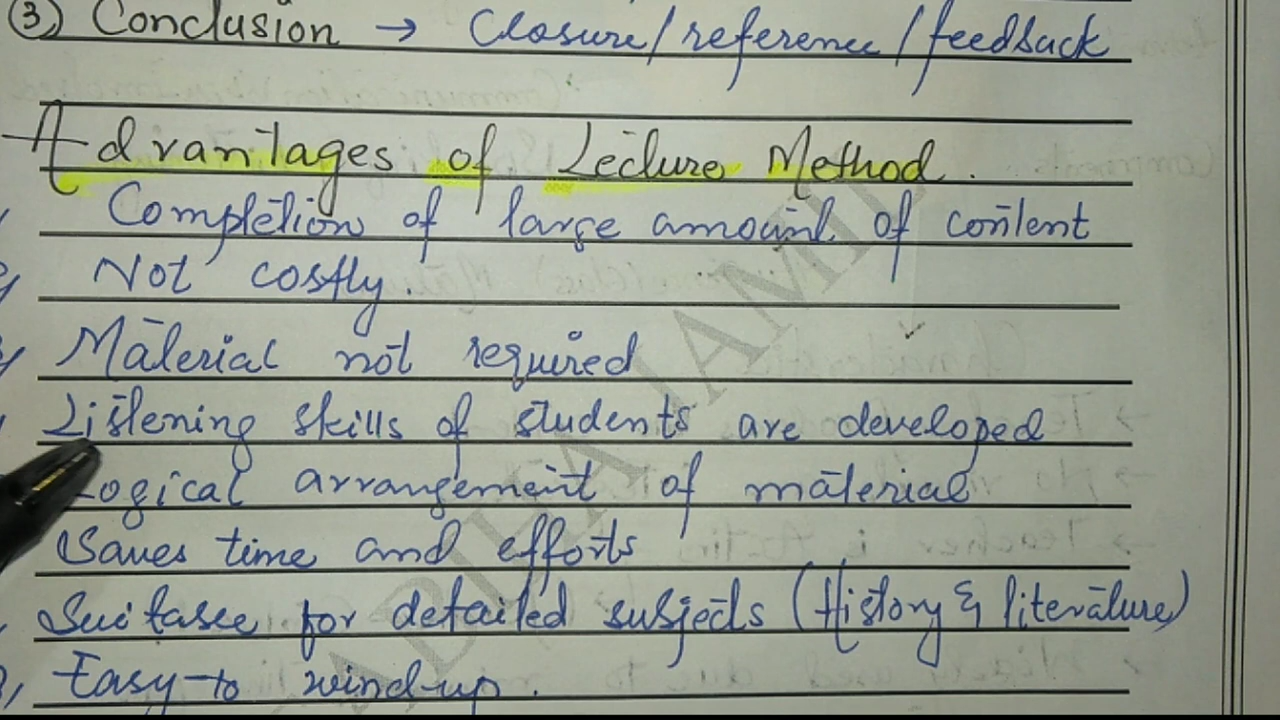 ③ Conclusion → Closure/reference/feedback
Advantages of Lecture Method.
Completion of large amount of content
Not costly.
Material not required
Listening skills of students are developed
Logical arrangement of material
Saves time and efforts
Suitable for detailed subjects (History & literature)
Easy to wind-up.